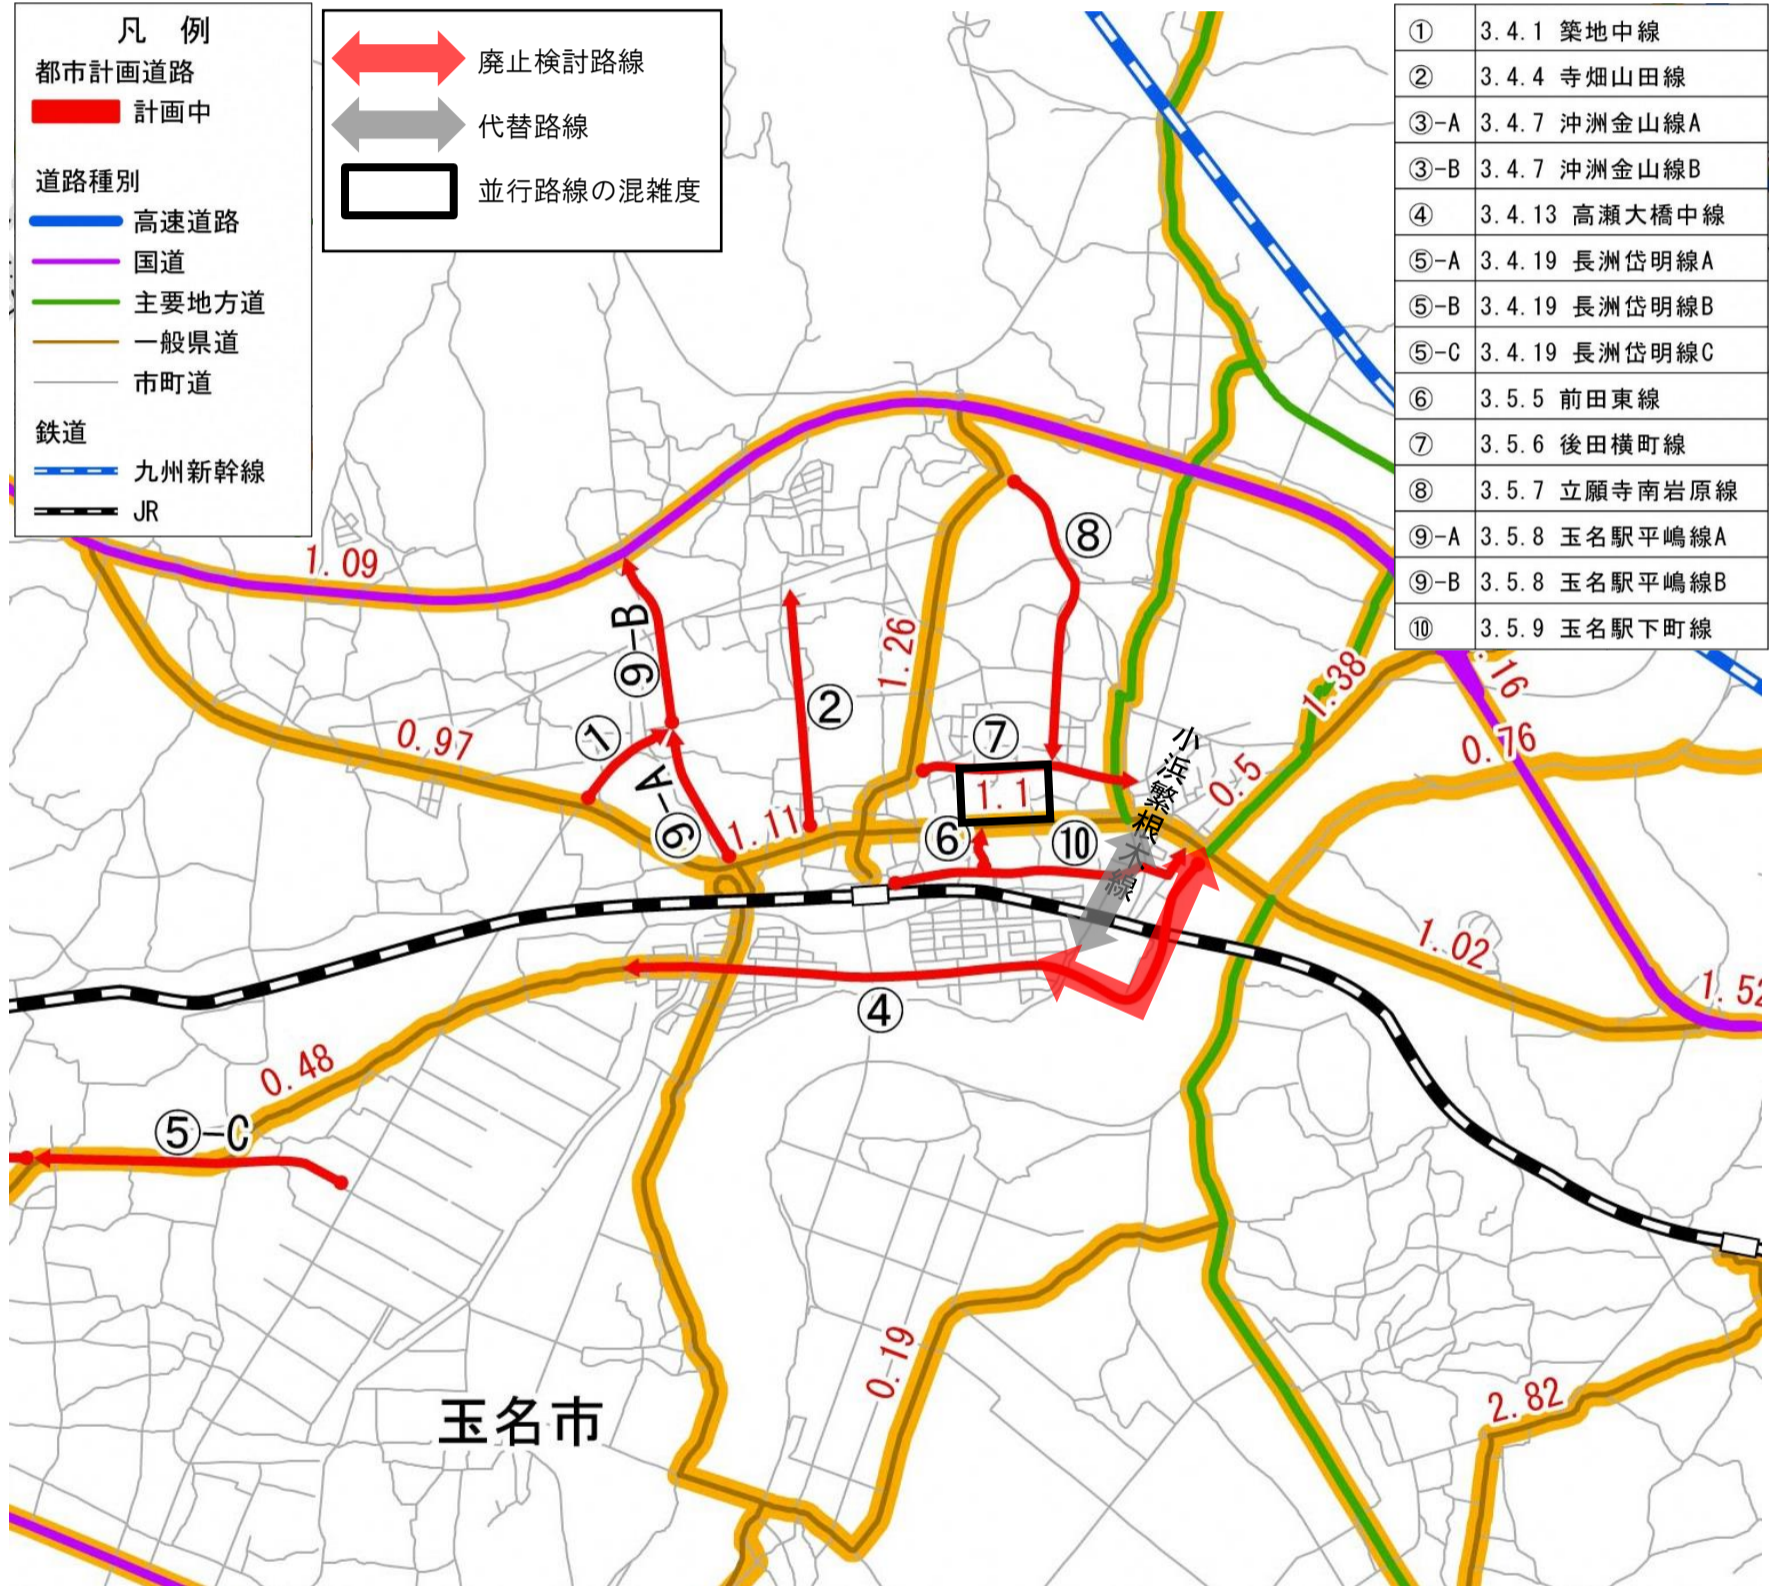 凡 例
都市計画道路
計画中
道路種別
高速道路
国道
主要地方道
一般県道
市町道
鉄道
九州新幹線
JR
廃止検討路線
代替路線
並行路線の混雑度
① 3.4.1 築地中線
② 3.4.4 寺畑山田線
③-A 3.4.7 沖洲金山線A
③-B 3.4.7 沖洲金山線B
④ 3.4.13 高瀬大橋中線
⑤-A 3.4.19 長洲岱明線A
⑤-B 3.4.19 長洲岱明線B
⑤-C 3.4.19 長洲岱明線C
⑥ 3.5.5 前田東線
⑦ 3.5.6 後田横町線
⑧ 3.5.7 立願寺南岩原線
⑨-A 3.5.8 玉名駅平嶋線A
⑨-B 3.5.8 玉名駅平嶋線B
⑩ 3.5.9 玉名駅下町線
1.09
⑧
⑨-B
1.26
②
1.38
.16
①
0.97
⑦
小浜繁根木線
0.76
⑨-A
1.11
1.1
0.5
⑥
⑩
1.02
④
1.52
0.48
⑤-C
0.19
2.82
玉名市